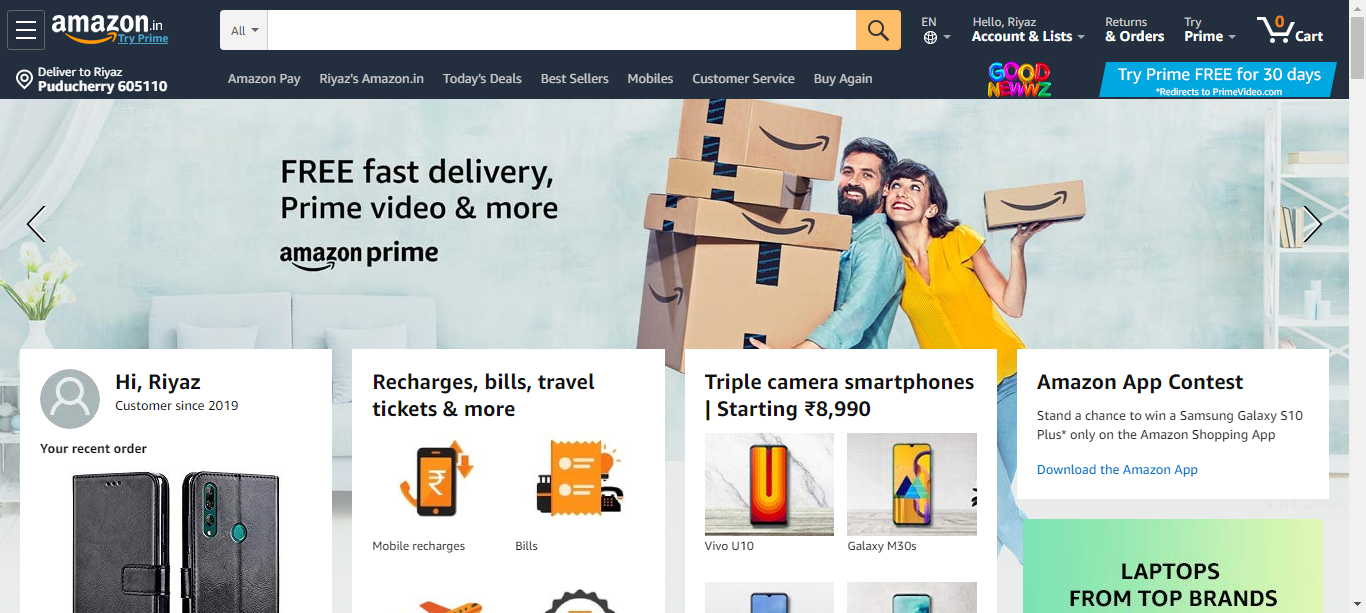 amazon.in
Try Prime
All
EN
Hello, Riyaz
Account & Lists
Returns
& Orders
Try
Prime
0
Cart
Deliver to Riyaz
Puducherry 605110
Amazon Pay
Riyaz's Amazon.in
Today's Deals
Best Sellers
Mobiles
Customer Service
Buy Again
GOOD
NEWWZ
Try Prime FREE for 30 days
*Redirects to PrimeVideo.com
FREE fast delivery,
Prime video & more
amazon prime
Hi, Riyaz
Customer since 2019
Your recent order
Recharges, bills, travel
tickets & more
₹
Mobile recharges
Bills
Triple camera smartphones
| Starting ₹8,990
Vivo U10
Galaxy M30s
Amazon App Contest
Stand a chance to win a Samsung Galaxy S10
Plus* only on the Amazon Shopping App
Download the Amazon App
LAPTOPS
FROM TOP BRANDS